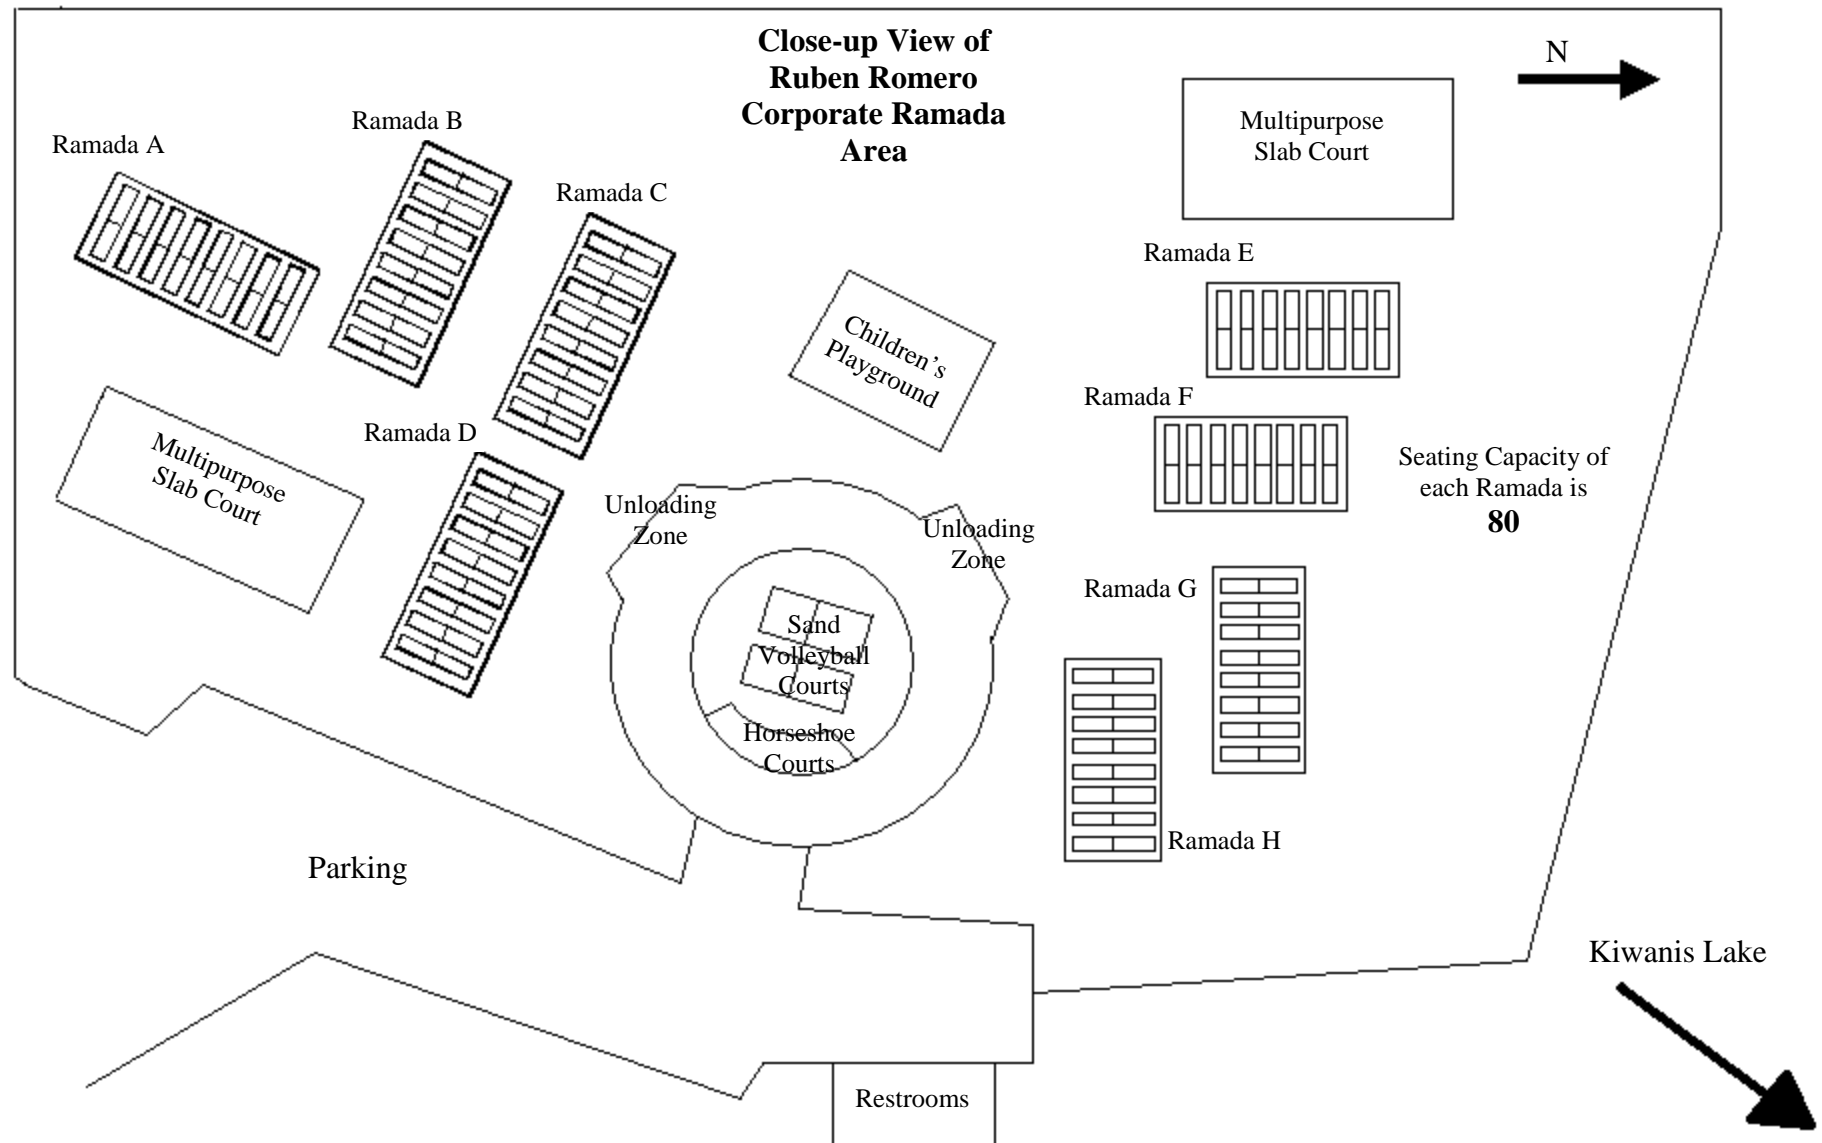 Close-up View of
Ruben Romero
Corporate Ramada
Area
N
Multipurpose
Slab Court
Ramada A
Ramada B
Ramada C
Ramada E
Children's
Playground
Ramada F
Ramada D
Multipurpose
Slab Court
Seating Capacity of
each Ramada is
80
Unloading
Zone
Unloading
Zone
Ramada G
Sand
Volleyball
Courts
Horseshoe
Courts
Ramada H
Parking
Kiwanis Lake
Restrooms